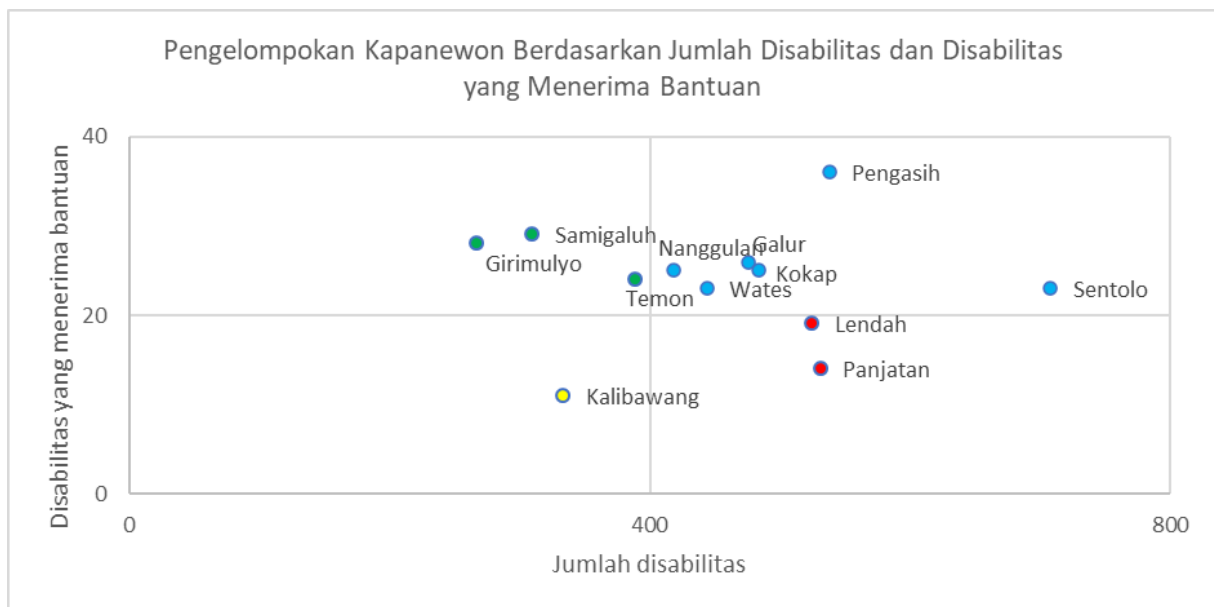 Pengelompokan Kapanewon Berdasarkan Jumlah Disabilitas dan Disabilitas
yang Menerima Bantuan
Disabilitas yang menerima bantuan
40
20
0
Pengasih
Samigaluh
Girimulyo
Nanggulan
Galur
Kokap
Temon
Wates
Sentolo
Lendah
Panjatan
Kalibawang
0
400
800
Jumlah disabilitas